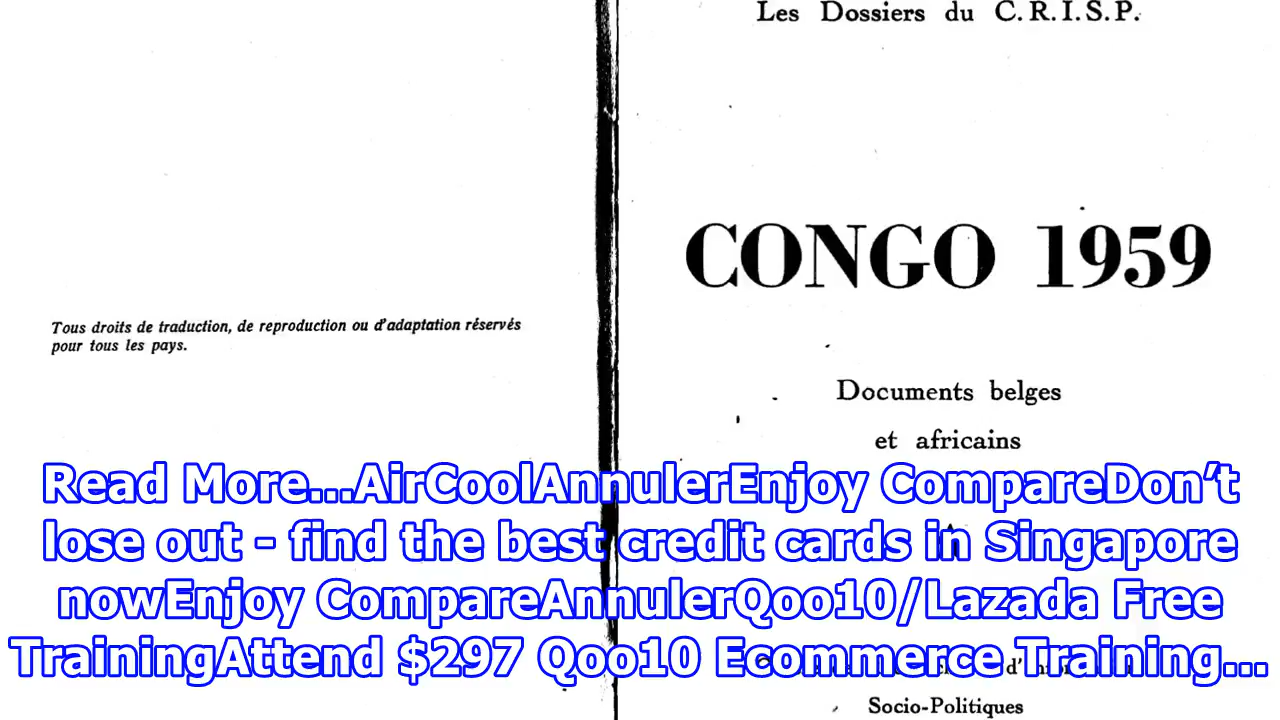 Les Dossiers du C.R.I.S.P.
CONGO 1959
Tous droits de traduction, de reproduction ou d'adaptation réservés
pour tous les pays.
Documents belges
et africains
Read More...AirCoolAnnulerEnjoy CompareDon’t
lose out - find the best credit cards in Singapore
nowEnjoy CompareAnnulerQoo10/Lazada Free
TrainingAttend $297 Qoo10 Ecommerce Training...
Socio-Politiques